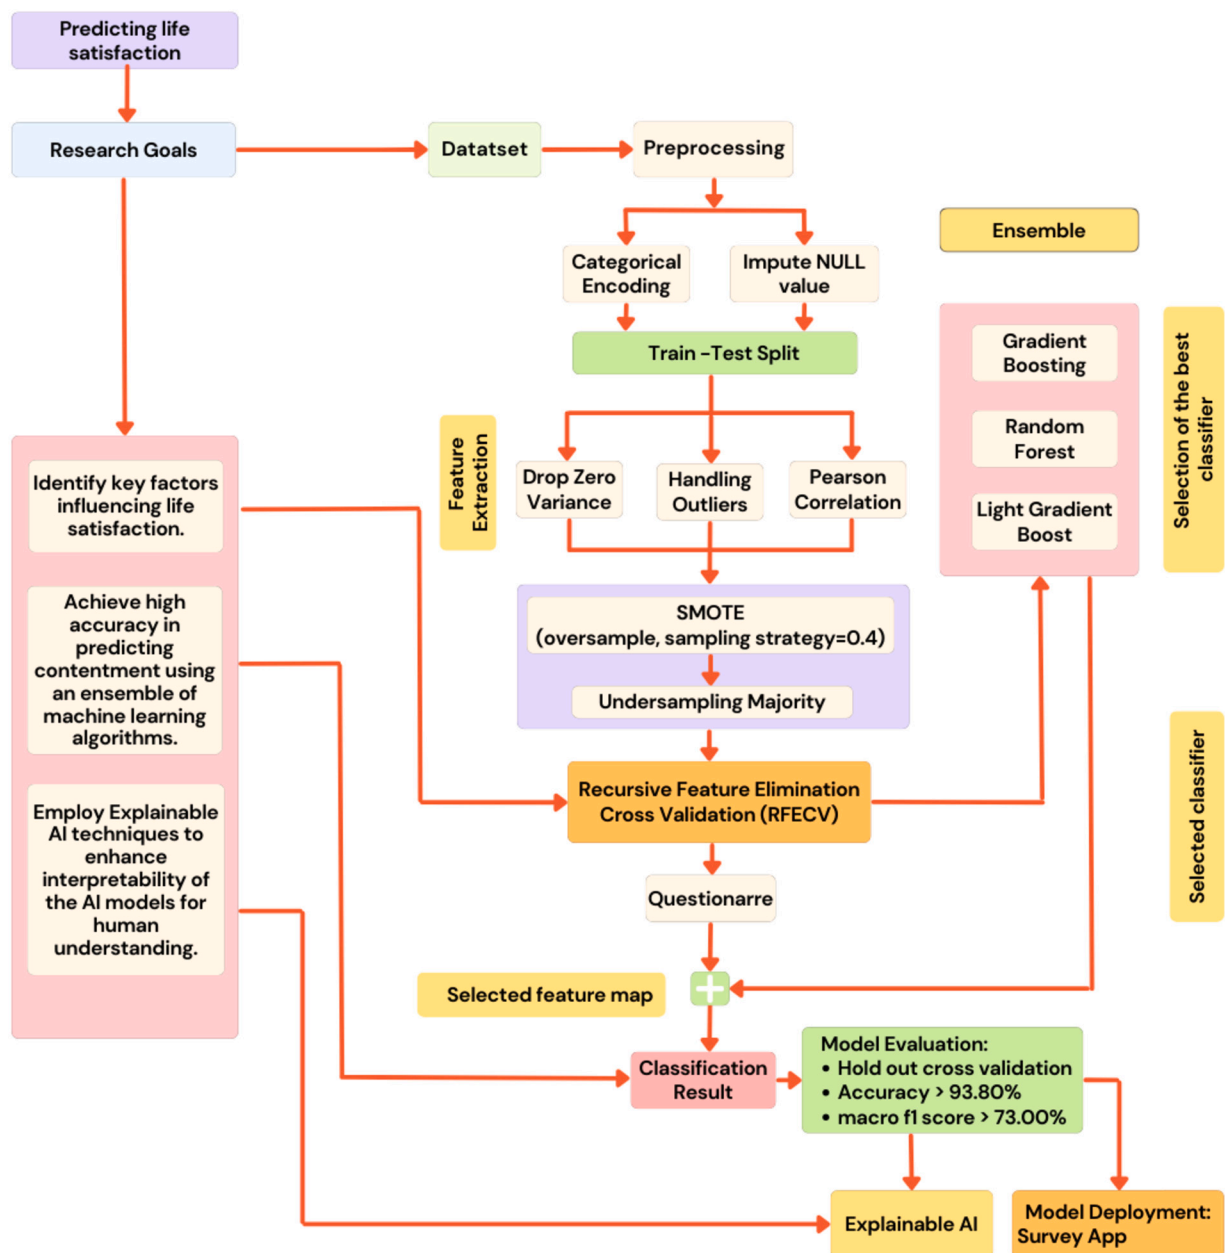 Predicting life
satisfaction
Research Goals
Datatset
Preprocessing
Categorical
Encoding
Impute NULL
value
Ensemble
Train -Test Split
Gradient
Boosting
Random
Forest
Light Gradient
Boost
Selection of the best
classifier
Feature
Extraction
Drop Zero
Variance
Handling
Outliers
Pearson
Correlation
Identify key factors
influencing life
satisfaction.
Achieve high
accuracy in
predicting
contentment using
an ensemble of
machine learning
algorithms.
Employ Explainable
AI techniques to
enhance
interpretability of
the AI models for
human
understanding.
SMOTE
(oversample, sampling strategy=0.4)
Undersampling Majority
Recursive Feature Elimination
Cross Validation (RFECV)
Selected classifier
Questionarre
Selected feature map
Classification
Result
Model Evaluation:
• Hold out cross validation
• Accuracy > 93.80%
• macro f1 score > 73.00%
Explainable AI
Model Deployment:
Survey App